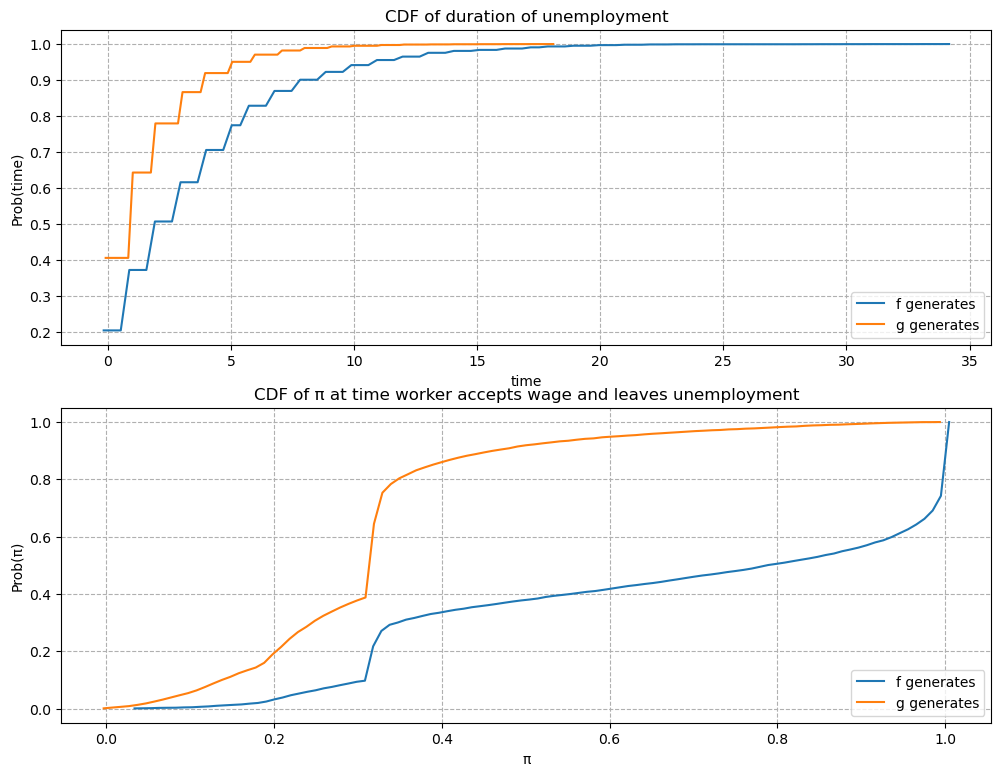 CDF of duration of unemployment
1.0
0.9
0.8
0.7
0.6
0.5
0.4
0.3
0.2
Prob(time)
f generates
g generates
0 5 10 15 20 25 30 35
time
CDF of π at time worker accepts wage and leaves unemployment
1.0
0.8
0.6
0.4
0.2
0.0
Prob(π)
f generates
g generates
0.0 0.2 0.4 0.6 0.8 1.0
π